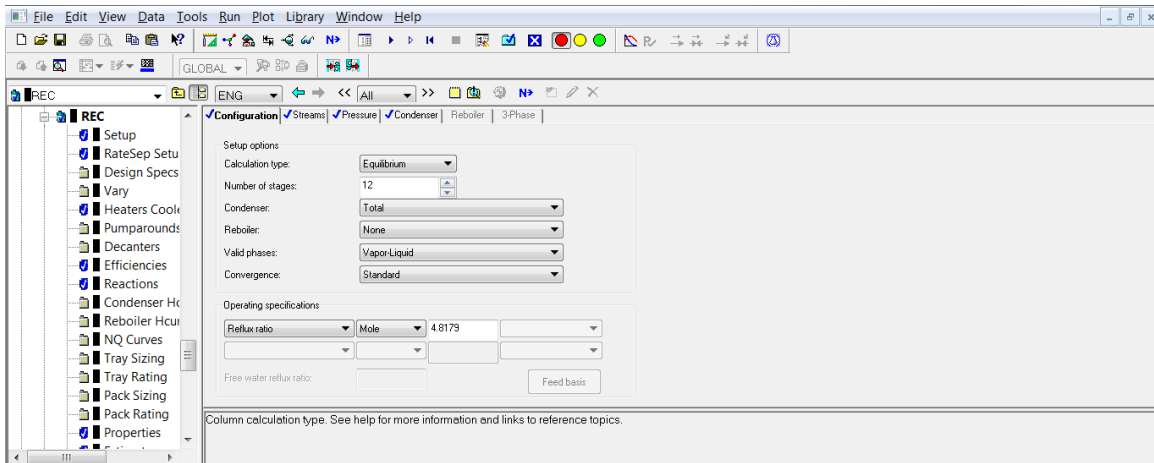 File Edit View Data Tools Run Plot Library Window Help
N>
GLOBAL
REC
ENG
<< All >>
N>
REC
Configuration Streams Pressure Condenser Reboiler 3-Phase
Setup
RateSep Setu
Design Specs
Vary
Heaters Coole
Pumparounds
Decanters
Efficiencies
Reactions
Condenser Hc
Reboiler Hcur
NQ Curves
Tray Sizing
Tray Rating
Pack Sizing
Pack Rating
Properties
Setup options
Calculation type: Equilibrium
Number of stages: 12
Condenser: Total
Reboiler: None
Valid phases: Vapor-Liquid
Convergence: Standard
Operating specifications
Reflux ratio Mole 4.8179
Free water reflux ratio: Feed basis
Column calculation type. See help for more information and links to reference topics.